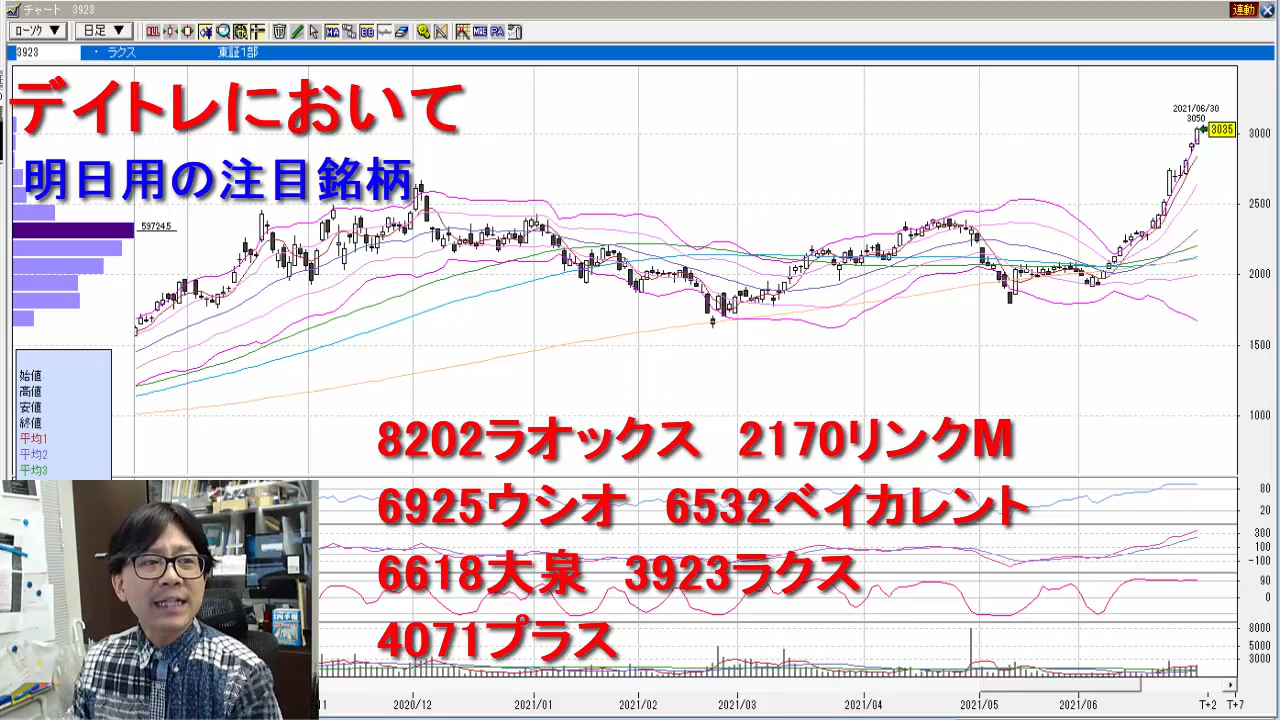 チャート 3923
連動
ローソク ▼ 日足 ▼
MA BB
3923 ・ ラクス 東証1部
デイトレにおいて
明日用の注目銘柄
2021/06/30
3050
3035
3000
59724.5
2500
2000
1500
1000
始値
高値
安値
終値
平均1
平均2
平均3
8202ラオックス 2170リンクM
6925ウシオ 6532ベイカレント
6618大泉 3923ラクス
4071プラス
80
20
300
100
-100
90
0
8000
5000
3000
11 2020/12 2021/01 2021/02 2021/03 2021/04 2021/05 2021/06 T+2 T+7